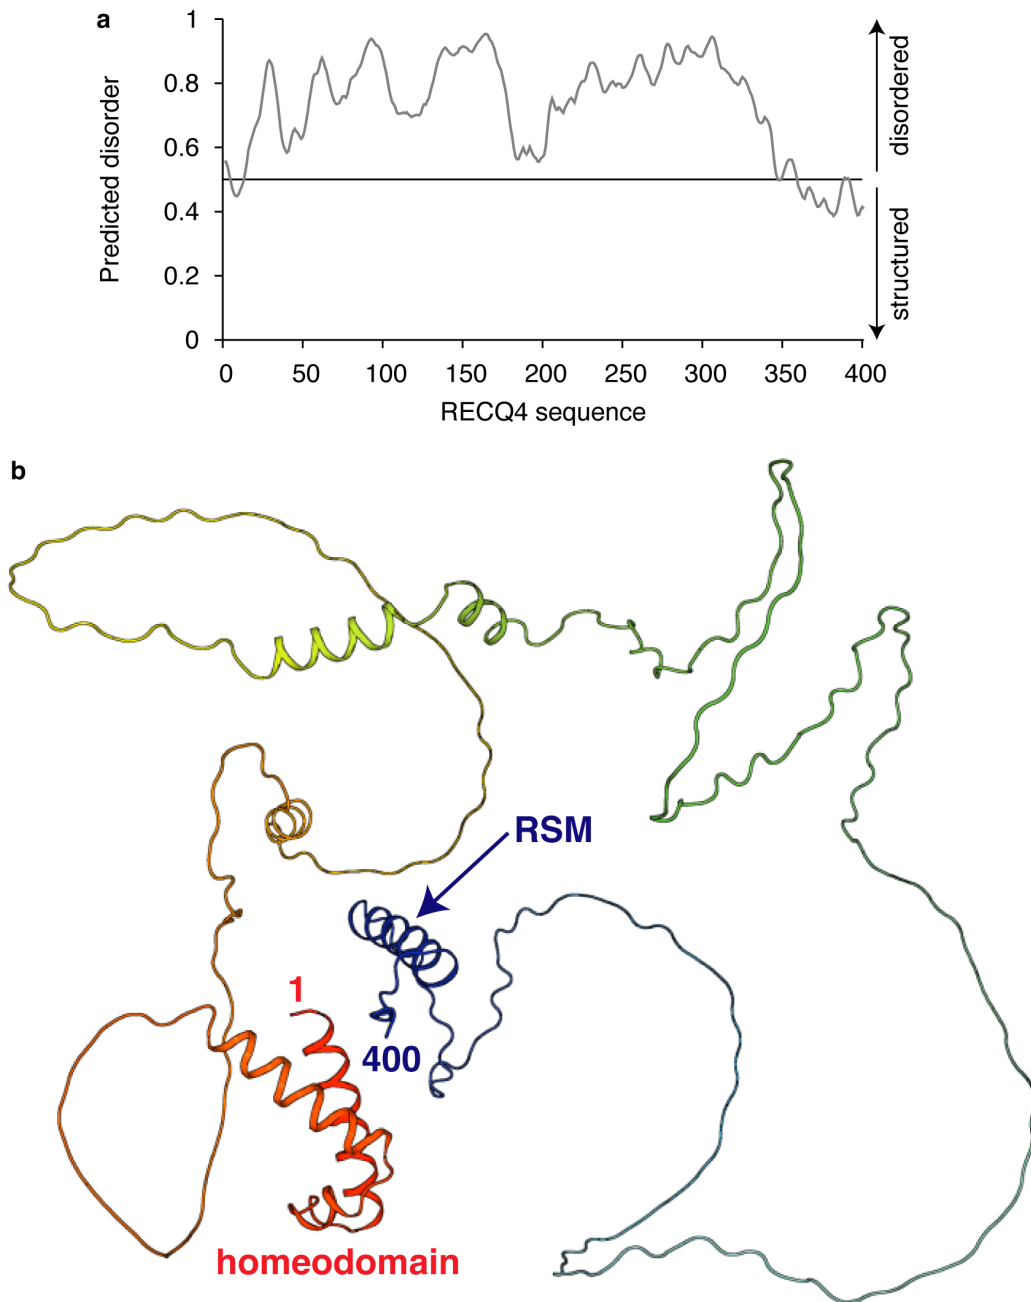 a
Predicted disorder
1
0.8
0.6
0.4
0.2
0
0 50 100 150 200 250 300 350 400
RECQ4 sequence
disordered
structured
b
RSM
1
400
homeodomain